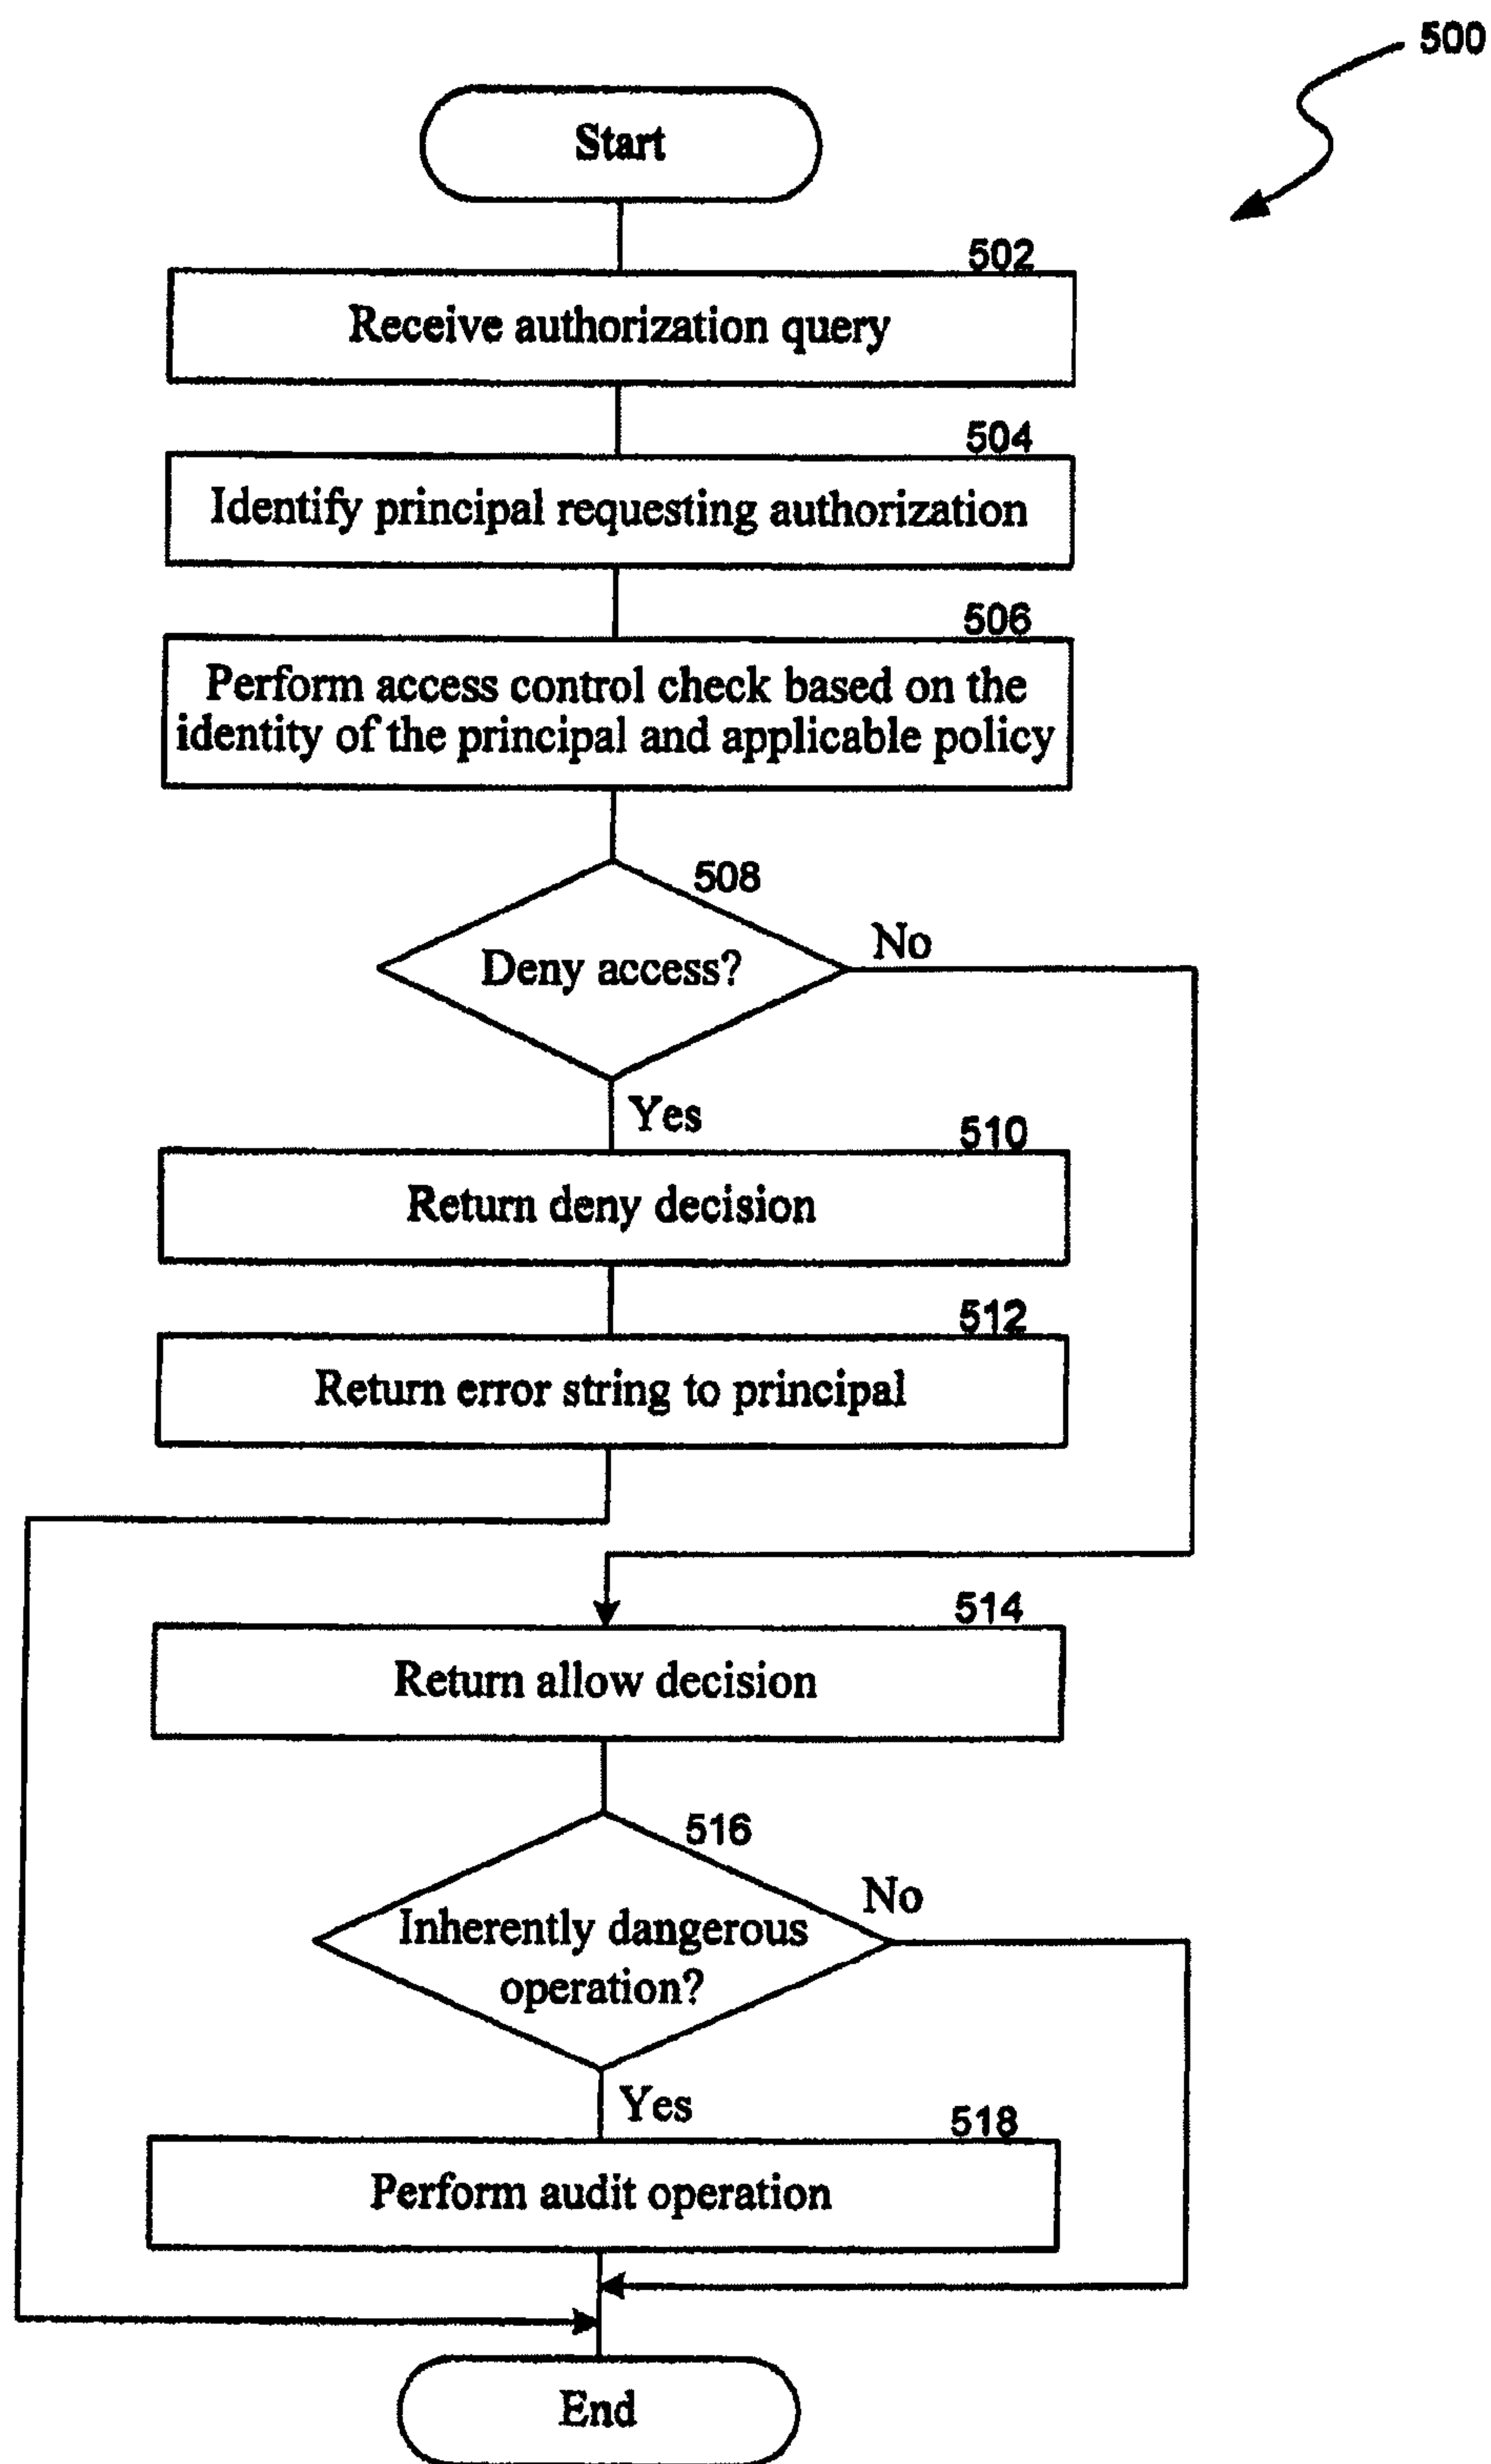 500
Start
502
Receive authorization query
504
Identify principal requesting authorization
506
Perform access control check based on the
identity of the principal and applicable policy
508
Deny access?
No
Yes
510
Return deny decision
512
Return error string to principal
514
Return allow decision
516
Inherently dangerous
operation?
No
Yes
518
Perform audit operation
End